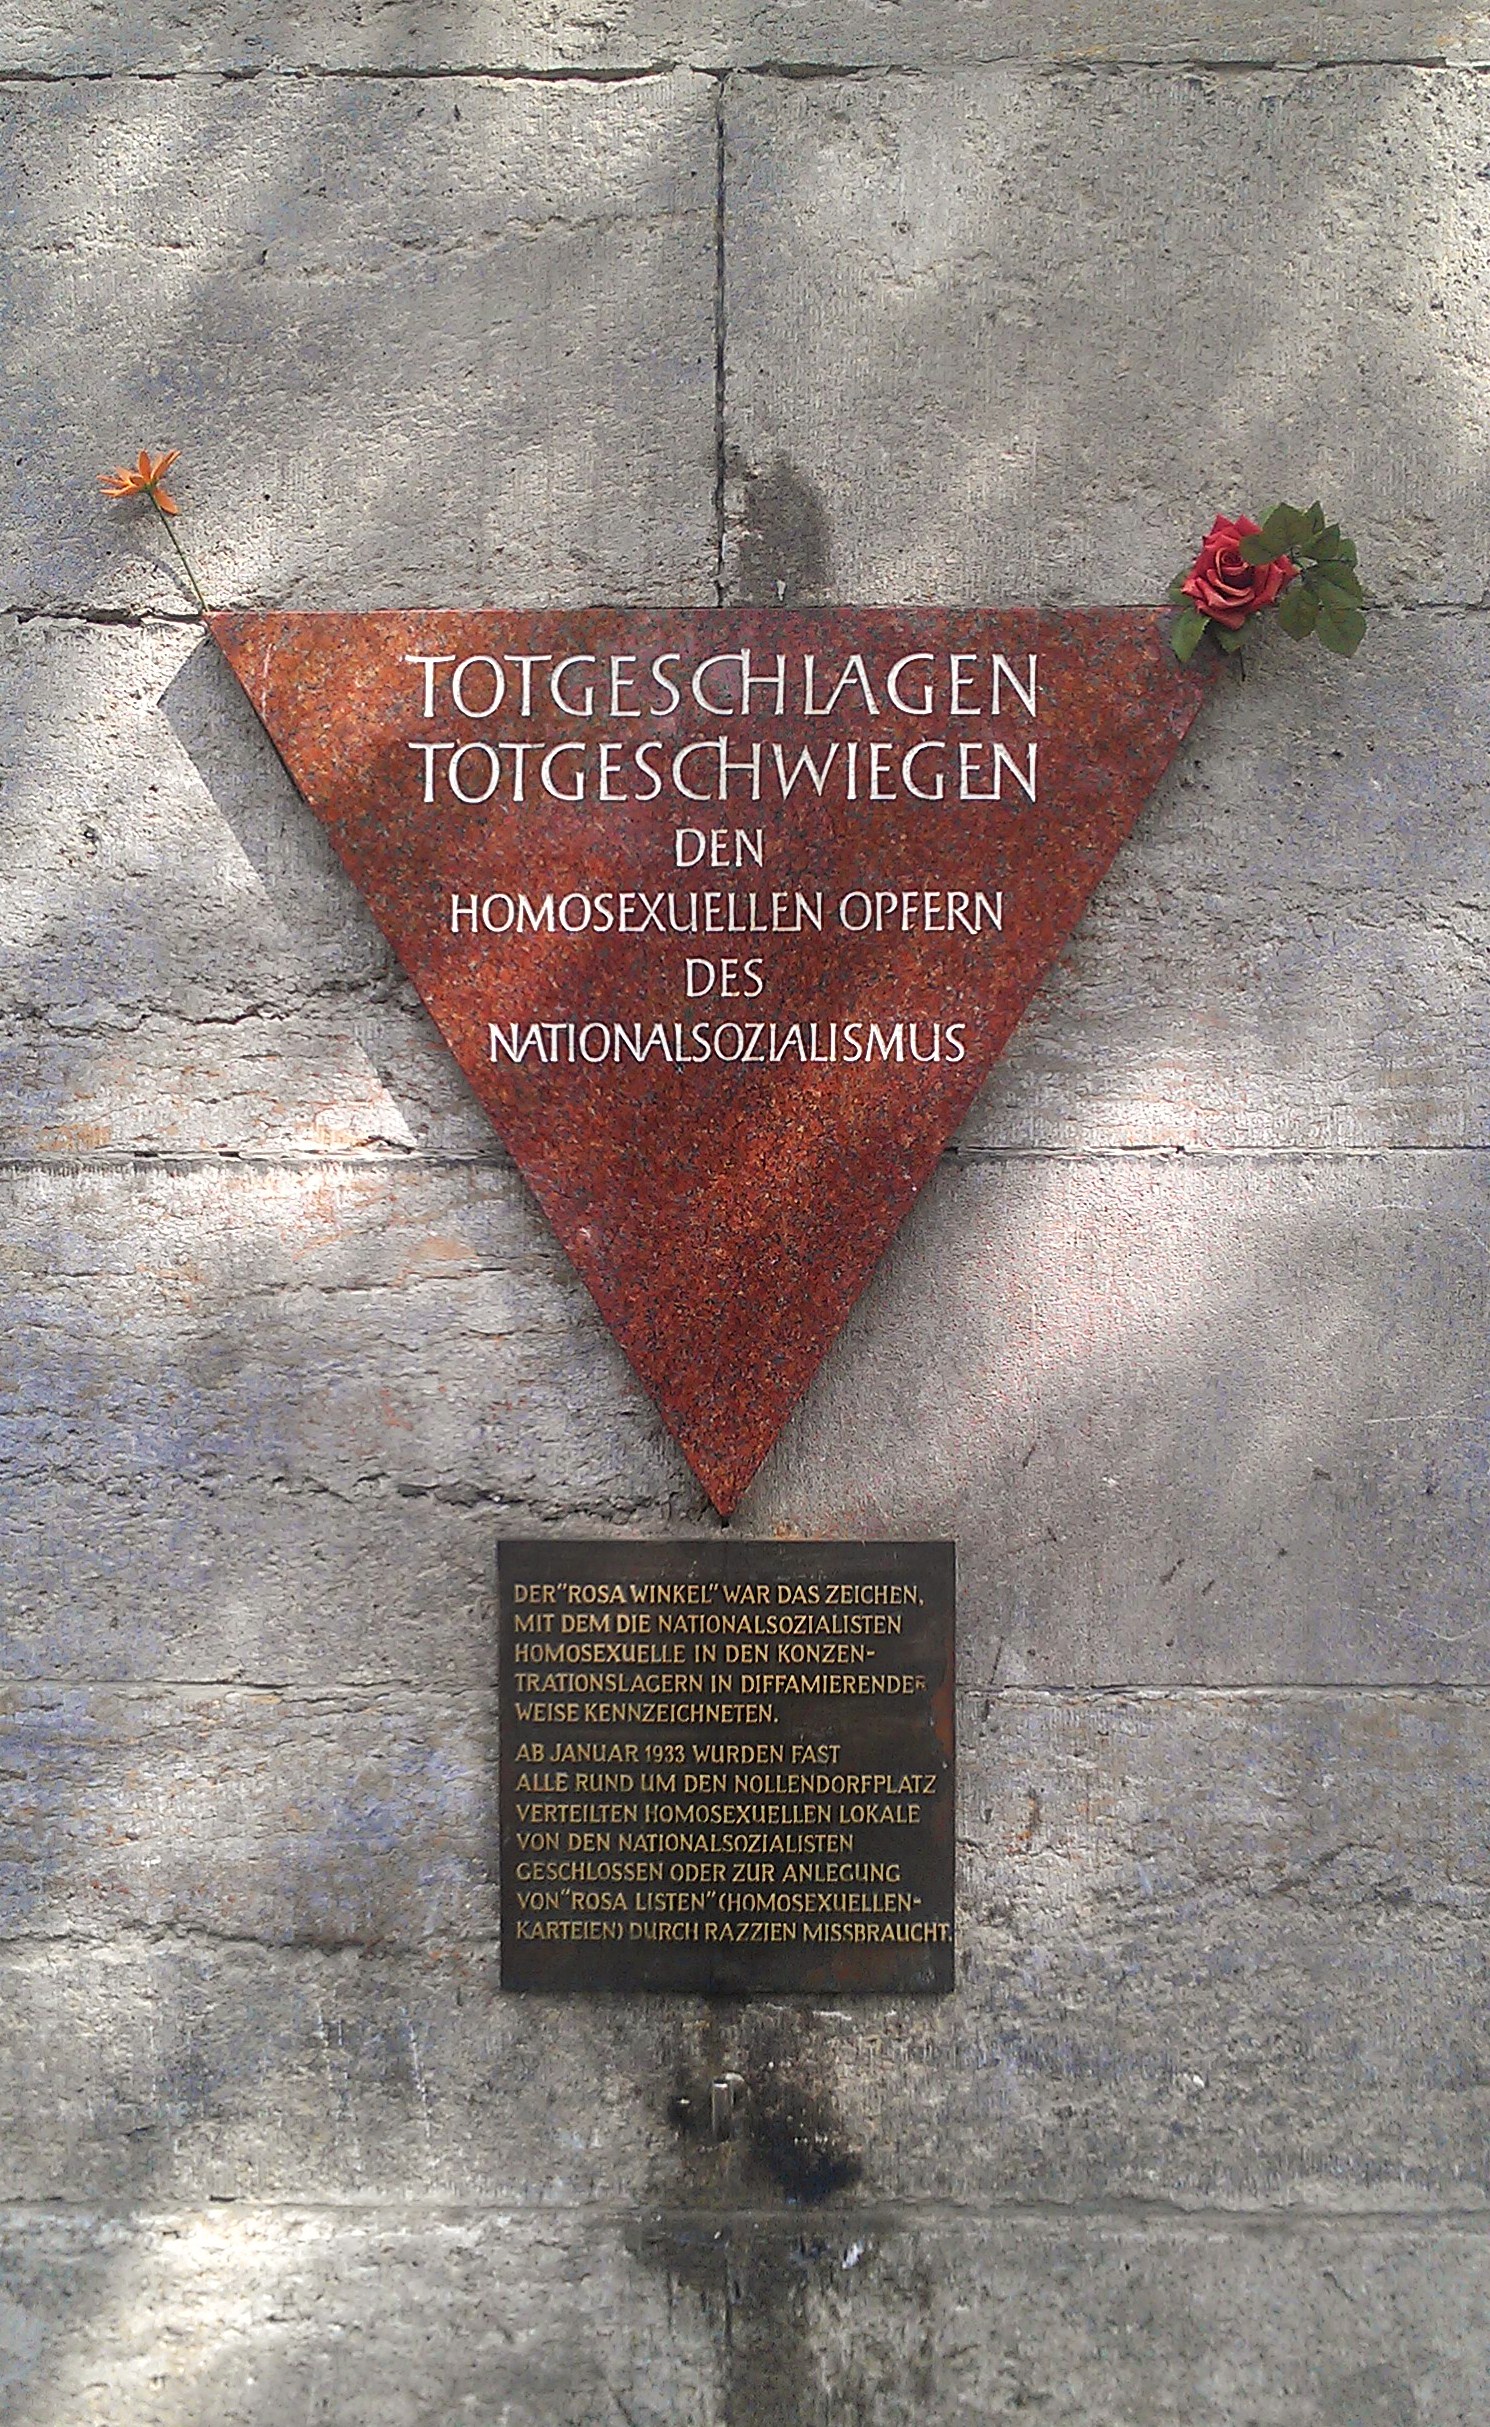 TOTGESCHLAGEN
TOTGESCHWIEGEN
DEN
HOMOSEXUELLEN OPFERN
DES
NATIONALSOZIALISMUS
DER "ROSA WINKEL" WAR DAS ZEICHEN,
MIT DEM DIE NATIONALSOZIALISTEN
HOMOSEXUELLE IN DEN KONZEN-
TRATIONSLAGERN IN DIFFAMIERENDER
WEISE KENNZEICHNETEN.
AB JANUAR 1933 WURDEN FAST
ALLE RUND UM DEN NOLLENDORFPLATZ
VERTEILTEN HOMOSEXUELLEN LOKALE
VON DEN NATIONALSOZIALISTEN
GESCHLOSSEN ODER ZUR ANLEGUNG
VON "ROSA LISTEN" (HOMOSEXUELLEN-
KARTEIEN) DURCH RAZZIEN MISSBRAUCHT.